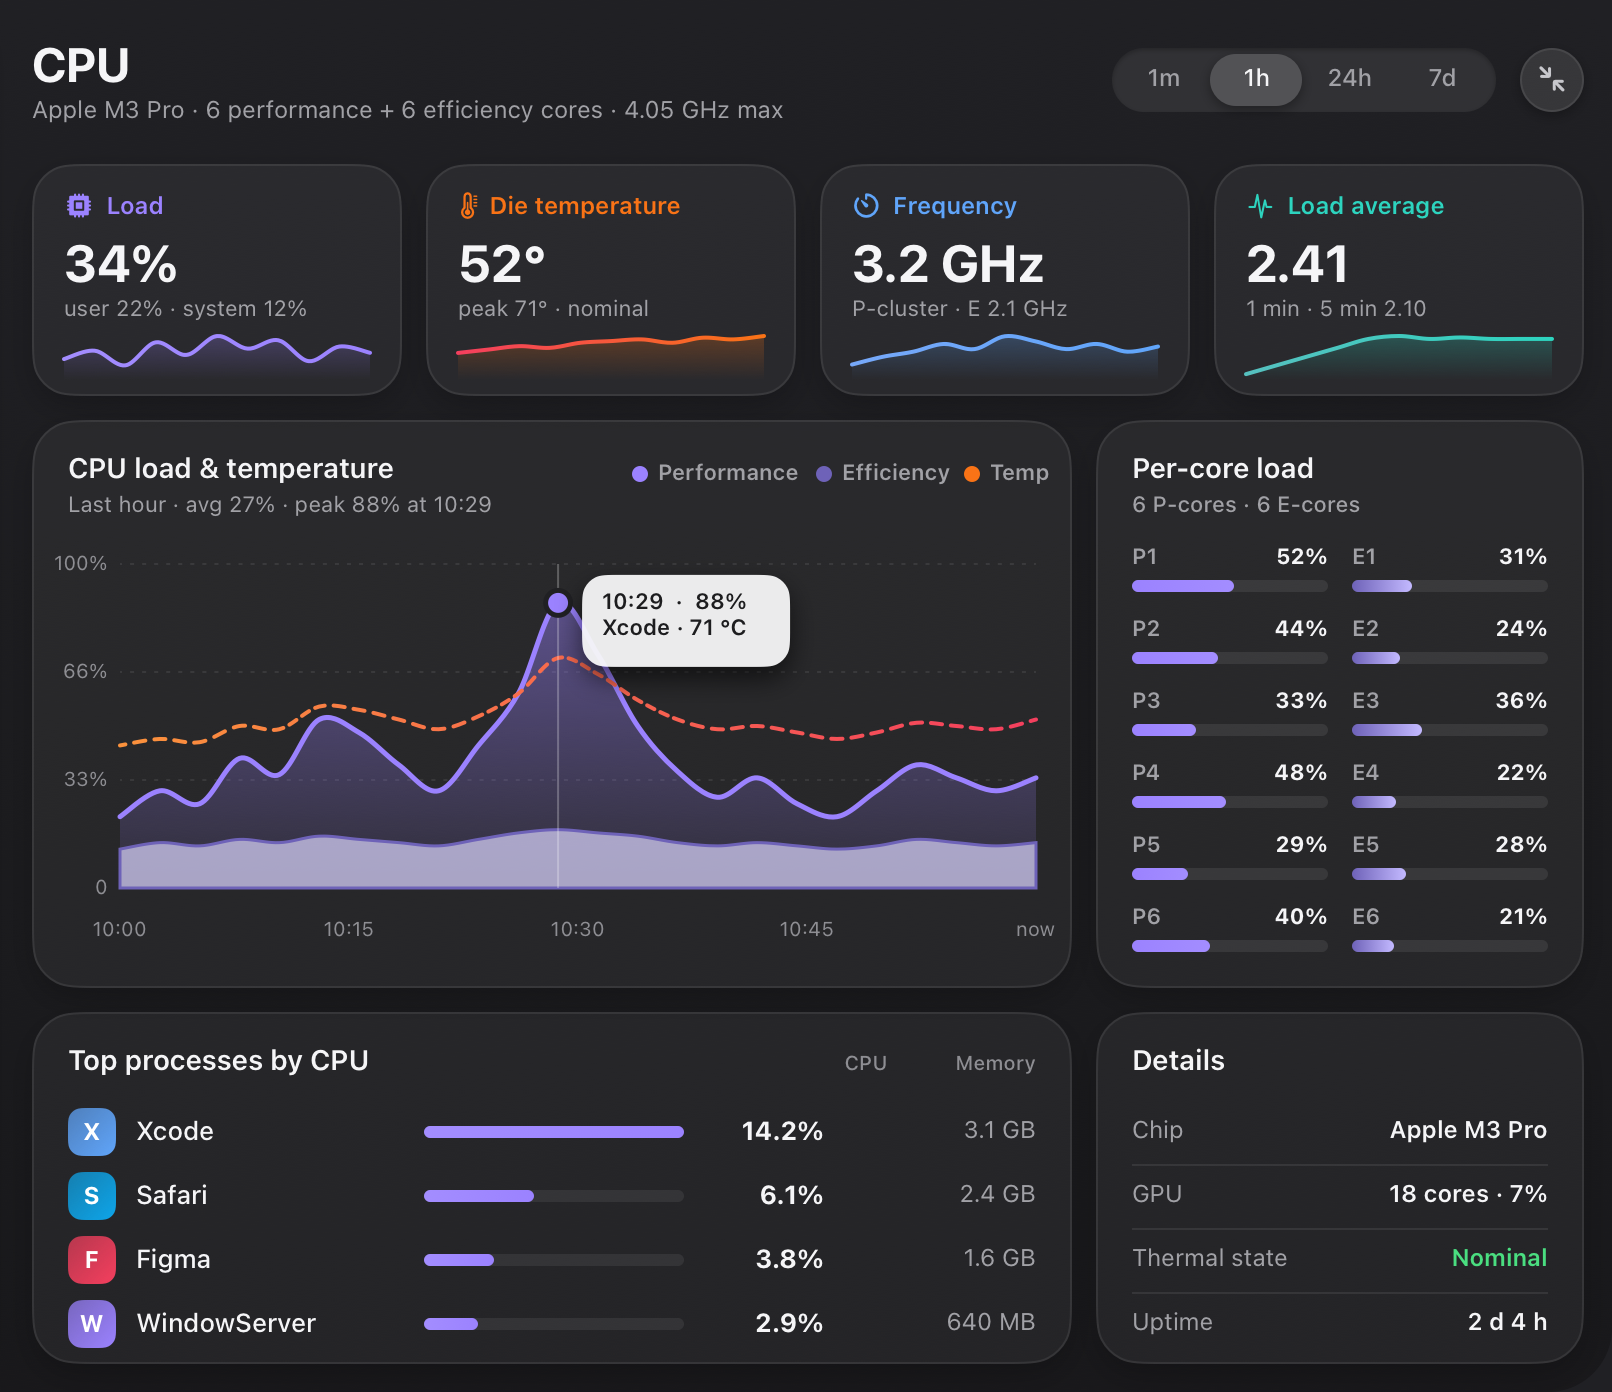 CPU
Apple M3 Pro · 6 performance + 6 efficiency cores · 4.05 GHz max
1m 1h 24h 7d
Load
34%
user 22% · system 12%
Die temperature
52°
peak 71° · nominal
Frequency
3.2 GHz
P-cluster · E 2.1 GHz
Load average
2.41
1 min · 5 min 2.10
CPU load & temperature
Last hour · avg 27% · peak 88% at 10:29
Performance Efficiency Temp
100%
66%
33%
0
10:29 · 88%
Xcode · 71 °C
10:00 10:15 10:30 10:45 now
Per-core load
6 P-cores · 6 E-cores
P1 52% E1 31%
P2 44% E2 24%
P3 33% E3 36%
P4 48% E4 22%
P5 29% E5 28%
P6 40% E6 21%
Top processes by CPU CPU Memory
X Xcode 14.2% 3.1 GB
S Safari 6.1% 2.4 GB
F Figma 3.8% 1.6 GB
W WindowServer 2.9% 640 MB
Details
Chip Apple M3 Pro
GPU 18 cores · 7%
Thermal state Nominal
Uptime 2 d 4 h